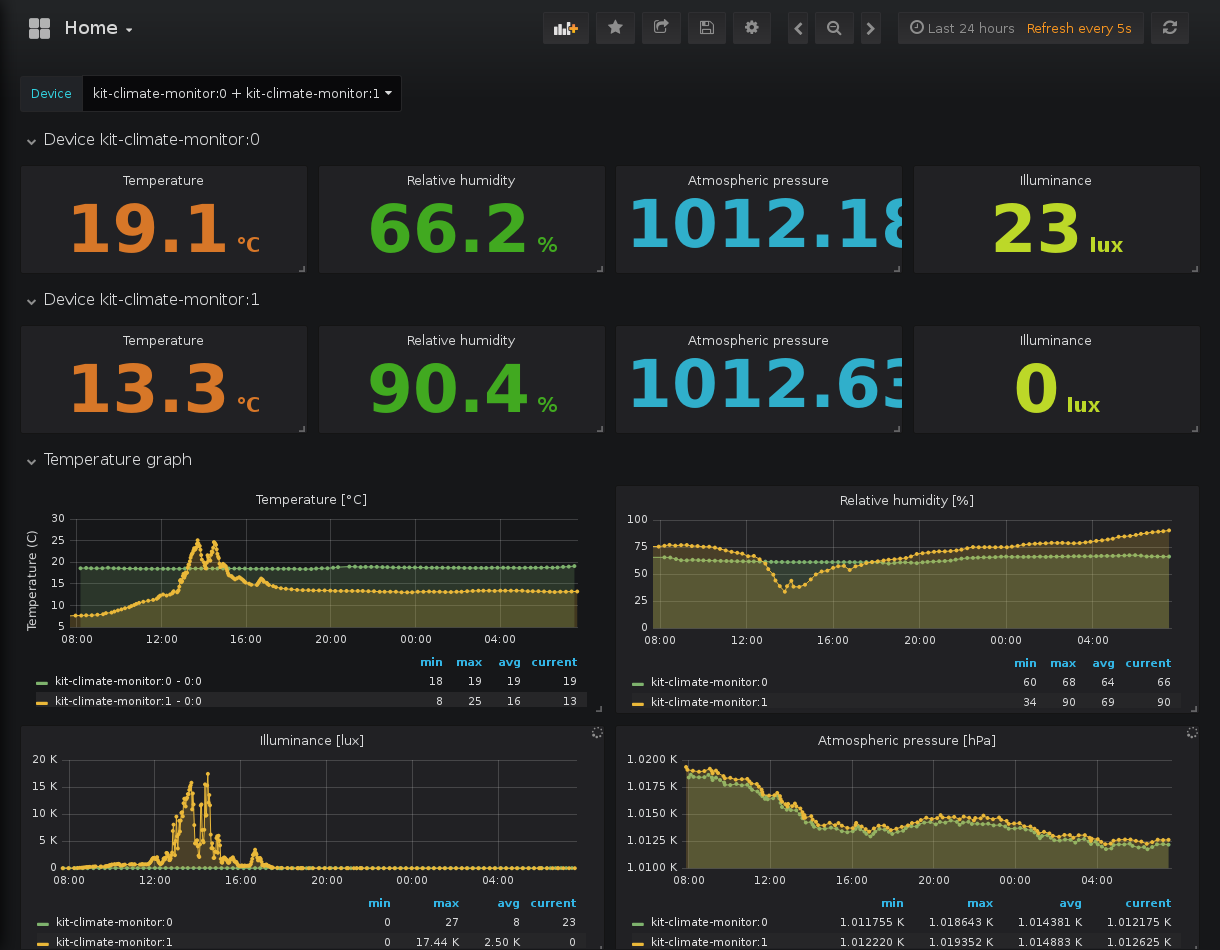 Home
Last 24 hours Refresh every 5s
Device kit-climate-monitor:0 + kit-climate-monitor:1
Device kit-climate-monitor:0
Temperature Relative humidity Atmospheric pressure Illuminance
19.1 °C 66.2 % 1012.18 23 lux
Device kit-climate-monitor:1
Temperature Relative humidity Atmospheric pressure Illuminance
13.3 °C 90.4 % 1012.63 0 lux
Temperature graph
Temperature [°C]
Temperature (C)
30
25
20
15
10
5
08:00 12:00 16:00 20:00 00:00 04:00
min max avg current
kit-climate-monitor:0 - 0:0 18 19 19 19
kit-climate-monitor:1 - 0:0 8 25 16 13
Relative humidity [%]
100
75
50
25
0
08:00 12:00 16:00 20:00 00:00 04:00
min max avg current
kit-climate-monitor:0 60 68 64 66
kit-climate-monitor:1 34 90 69 90
Illuminance [lux]
20 K
15 K
10 K
5 K
0
08:00 12:00 16:00 20:00 00:00 04:00
min max avg current
kit-climate-monitor:0 0 27 8 23
kit-climate-monitor:1 0 17.44 K 2.50 K 0
Atmospheric pressure [hPa]
1.0200 K
1.0175 K
1.0150 K
1.0125 K
1.0100 K
08:00 12:00 16:00 20:00 00:00 04:00
min max avg current
kit-climate-monitor:0 1.011755 K 1.018643 K 1.014381 K 1.012175 K
kit-climate-monitor:1 1.012220 K 1.019352 K 1.014883 K 1.012625 K